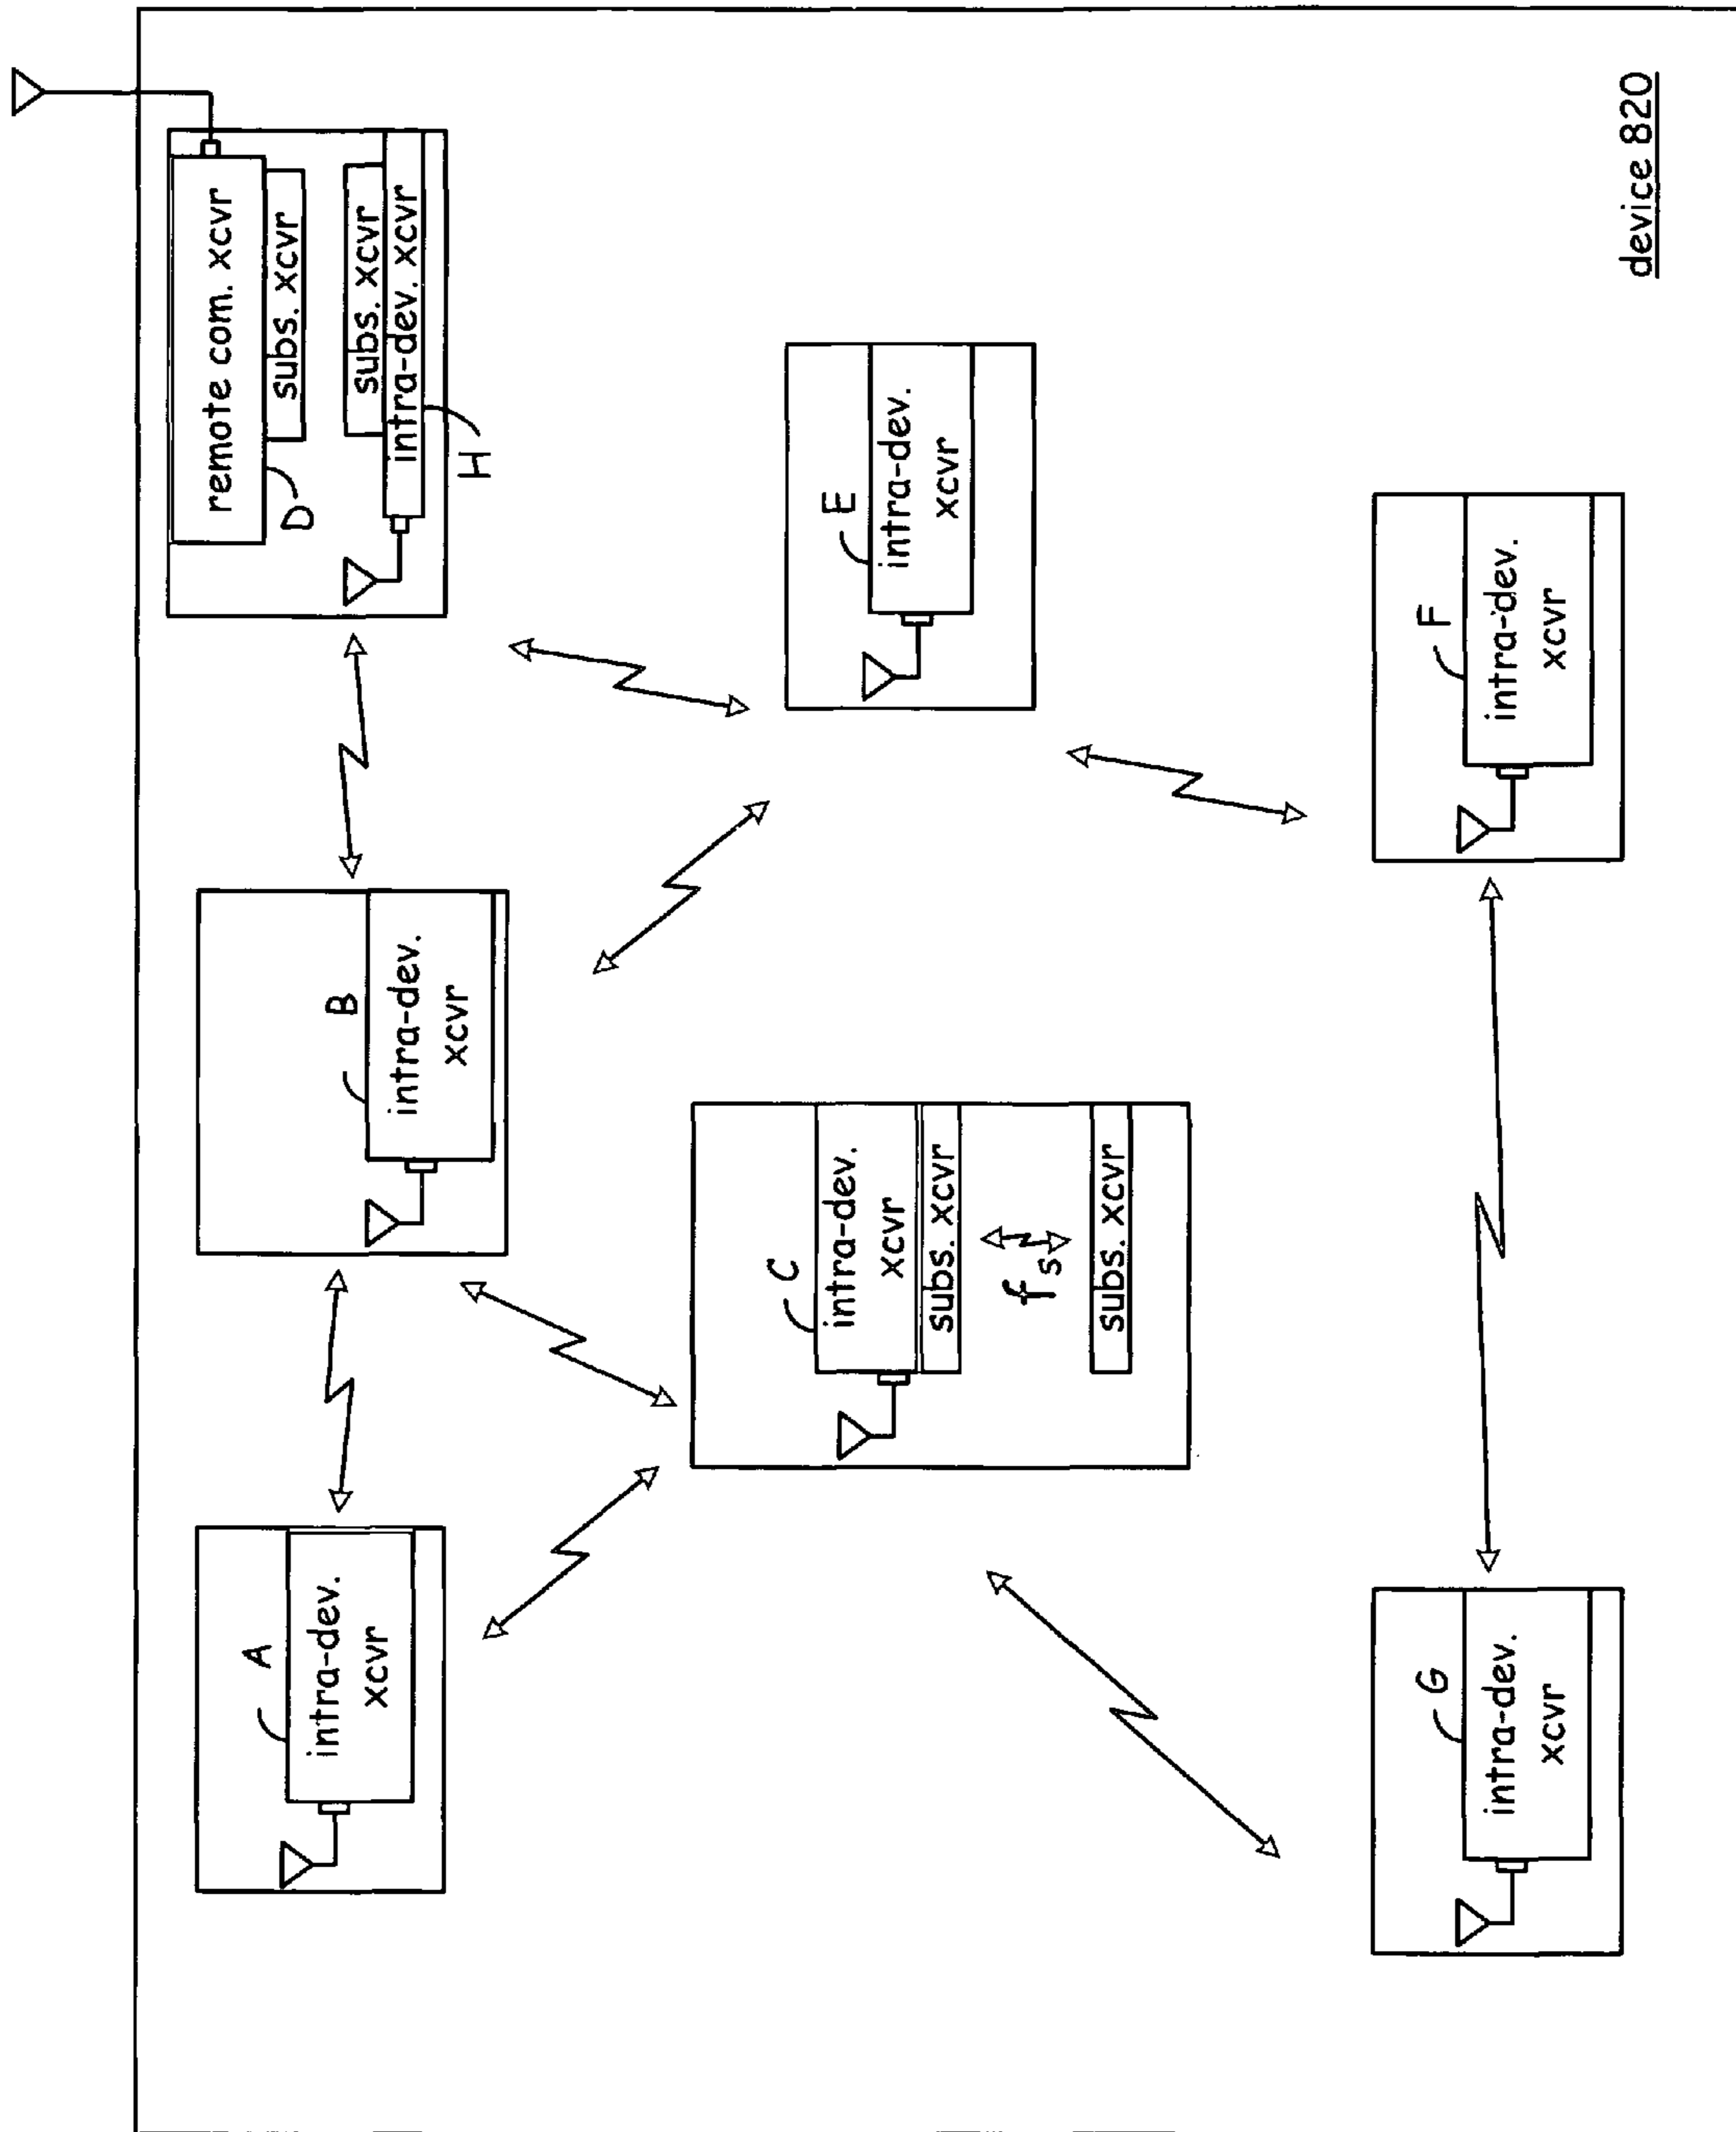 A
intra-dev.
xcvr
B
intra-dev.
xcvr
remote com. xcvr
D
subs. xcvr
subs. xcvr
intra-dev. xcvr
H
C
intra-dev.
xcvr
subs. xcvr
fs
subs. xcvr
E
intra-dev.
xcvr
G
intra-dev.
xcvr
F
intra-dev.
xcvr
device 820